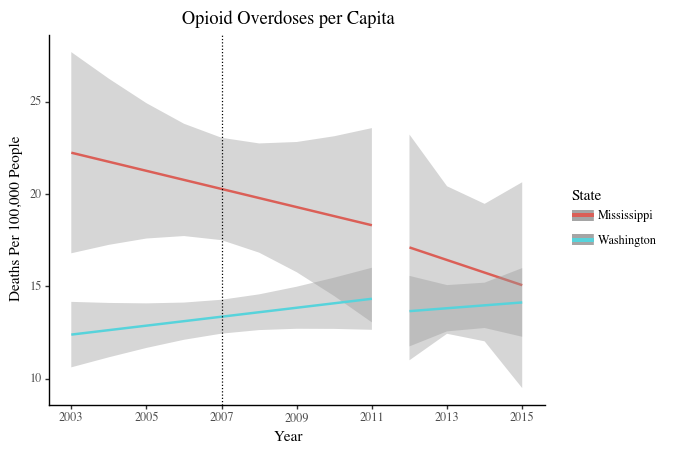 Opioid Overdoses per Capita
Deaths Per 100,000 People
25
20
15
10
2003 2005 2007 2009 2011 2013 2015
Year
State
Mississippi
Washington